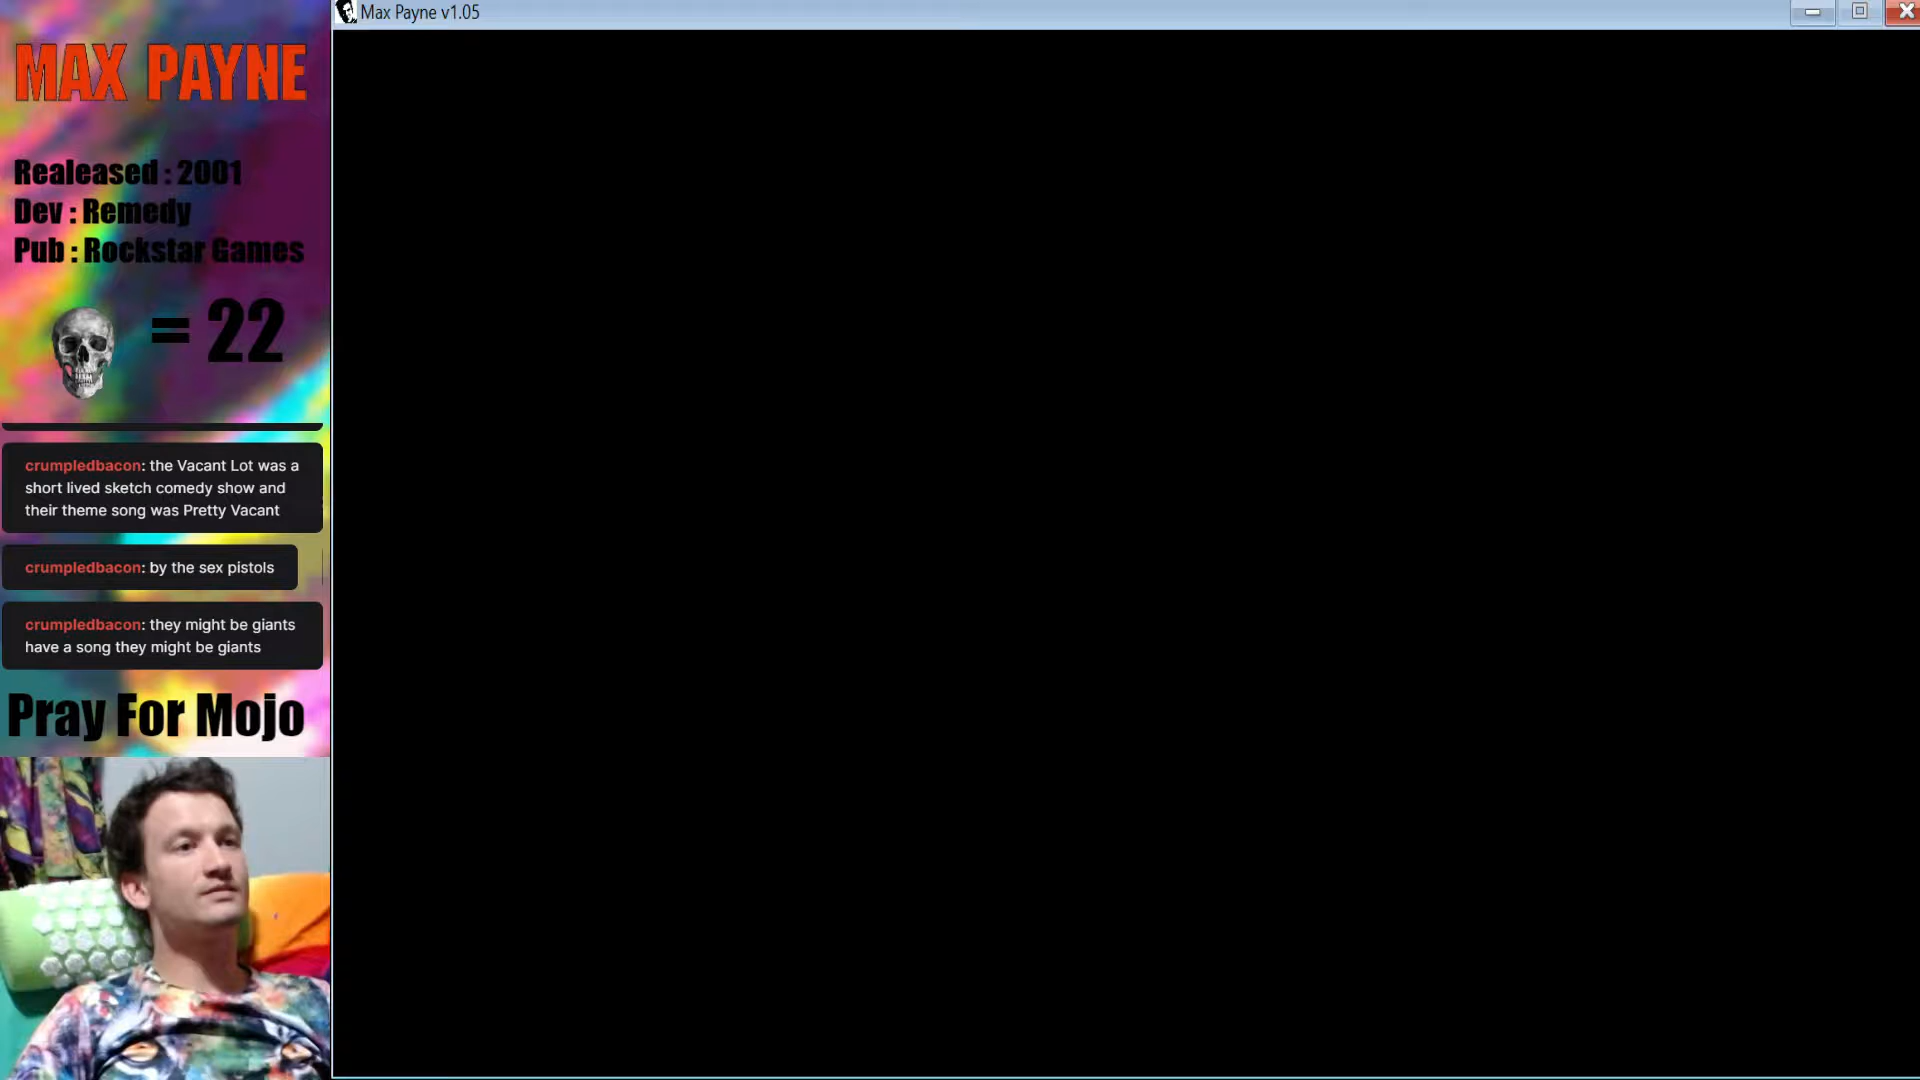 Max Payne v1.05
MAX PAYNE
Realeased : 2001
Dev : Remedy
Pub : Rockstar Games
= 22
crumpledbacon: the Vacant Lot was a
short lived sketch comedy show and
their theme song was Pretty Vacant
crumpledbacon: by the sex pistols
crumpledbacon: they might be giants
have a song they might be giants
Pray For Mojo